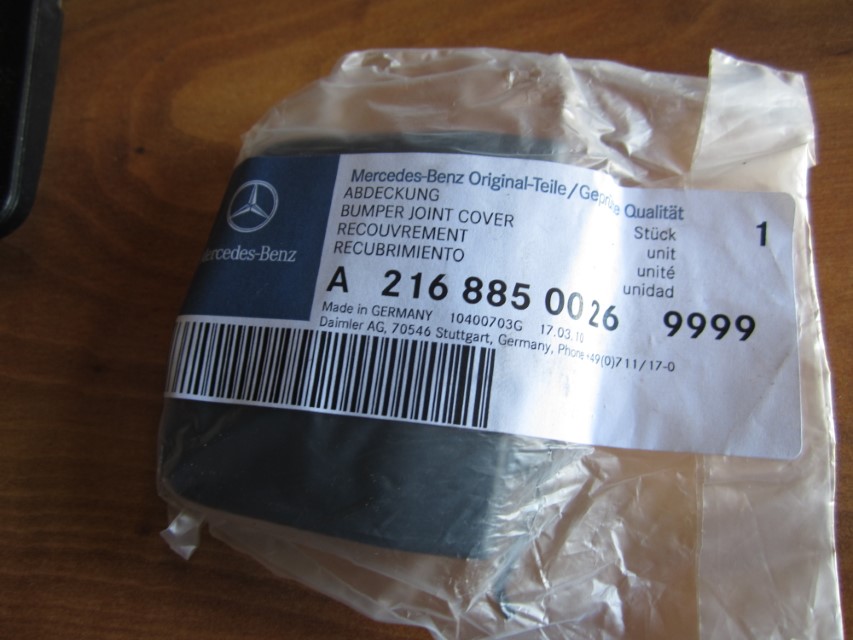 Mercedes-Benz
Mercedes-Benz Original-Teile/Geprüfte Qualität
ABDECKUNG
BUMPER JOINT COVER
RECOUVREMENT
RECUBRIMIENTO
Stück
unit
unité
unidad
1
A 216 885 00 26 9999
Made in GERMANY 10400703G 17.03.10
Daimler AG, 70546 Stuttgart, Germany, Phone +49(0)711/17-0